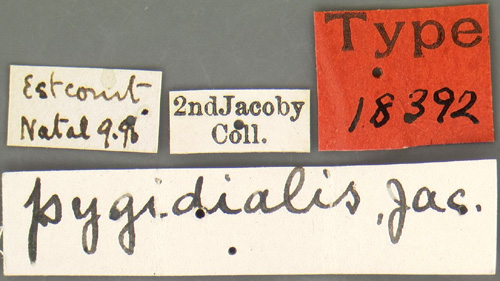 Estcourt
Natal 9.96
2nd Jacoby
Coll.
Type
18392
pygidialis, Jac.